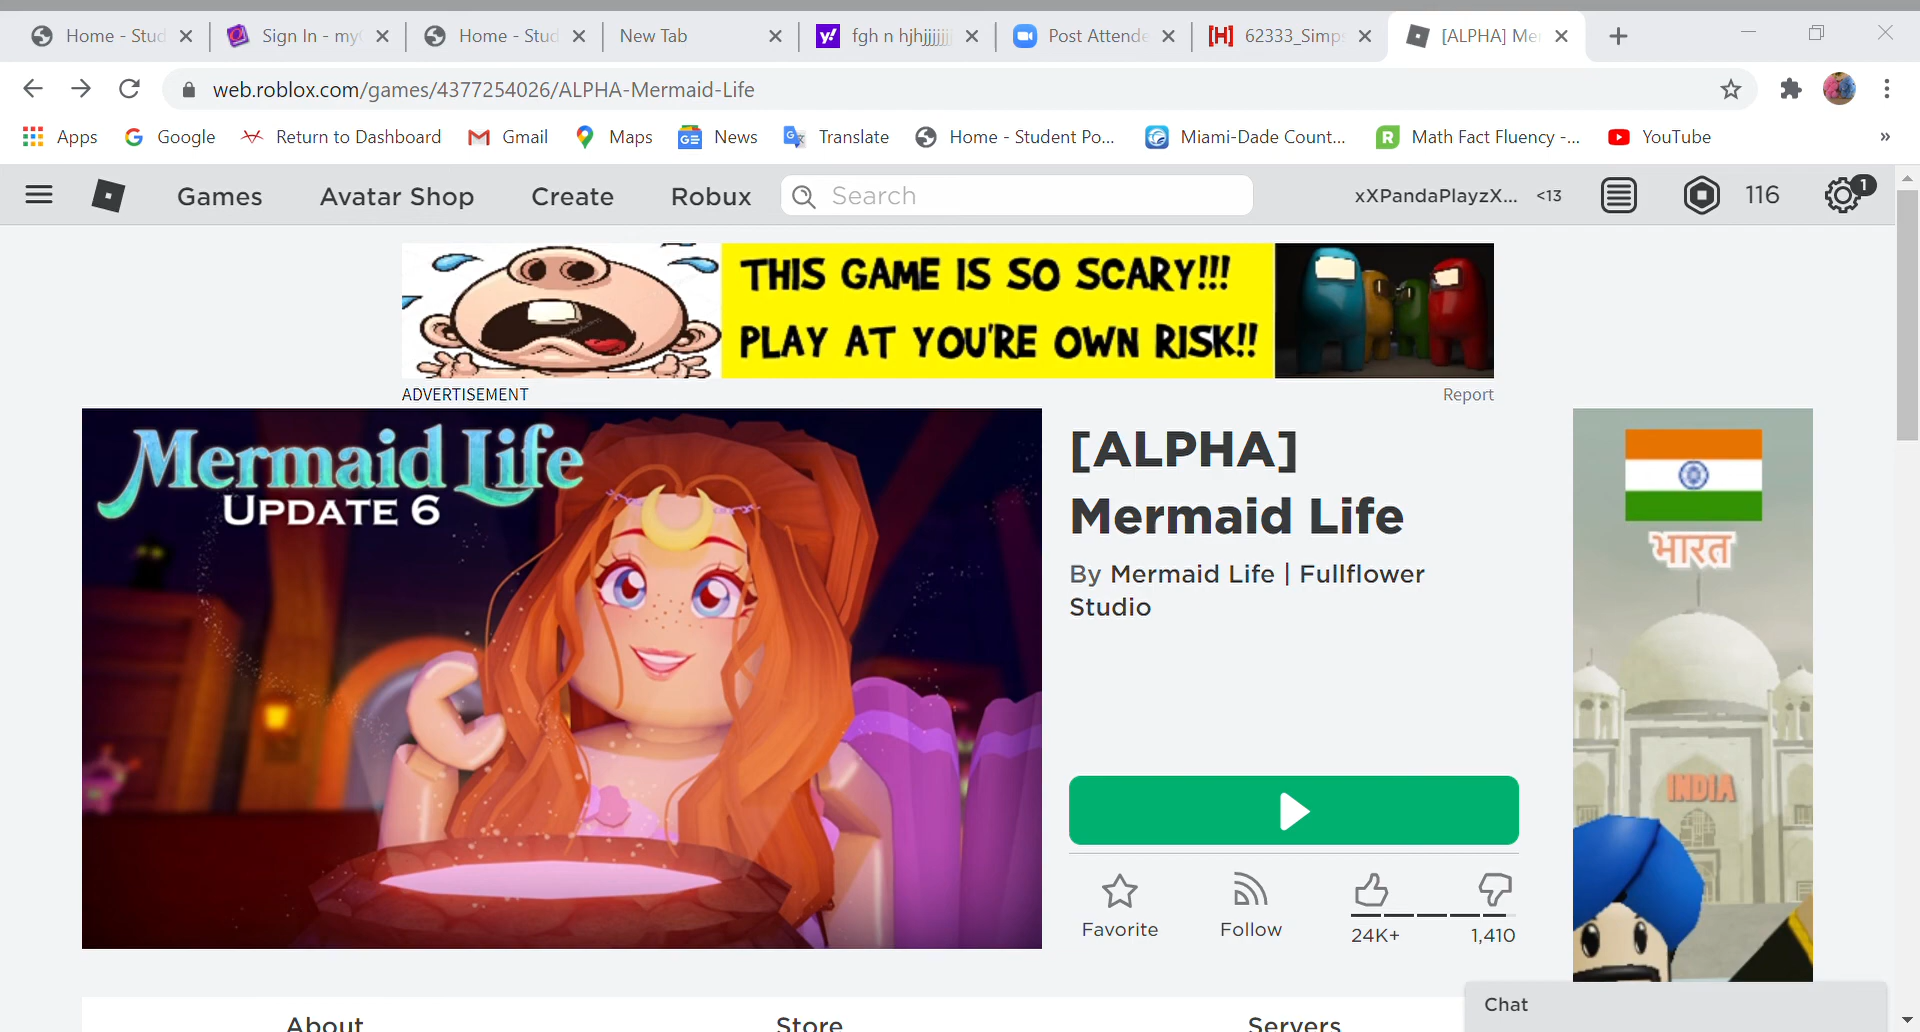 Home - Stud
Sign In - my
Home - Stud
New Tab
fgh n hjhjjjjjjj
Post Attende
62333_Simps
[ALPHA] Me
web.roblox.com/games/4377254026/ALPHA-Mermaid-Life
Apps
Google
Return to Dashboard
Gmail
Maps
News
Translate
Home - Student Po...
Miami-Dade Count...
Math Fact Fluency -...
YouTube
»
Games
Avatar Shop
Create
Robux
Search
xXPandaPlayzX...
<13
116
1
THIS GAME IS SO SCARY!!!
PLAY AT YOU'RE OWN RISK!!
ADVERTISEMENT
Report
Mermaid Life
UPDATE 6
[ALPHA]
Mermaid Life
By Mermaid Life | Fullflower
Studio
भारत
INDIA
Favorite
Follow
24K+
1,410
Chat
About
Store
Servers